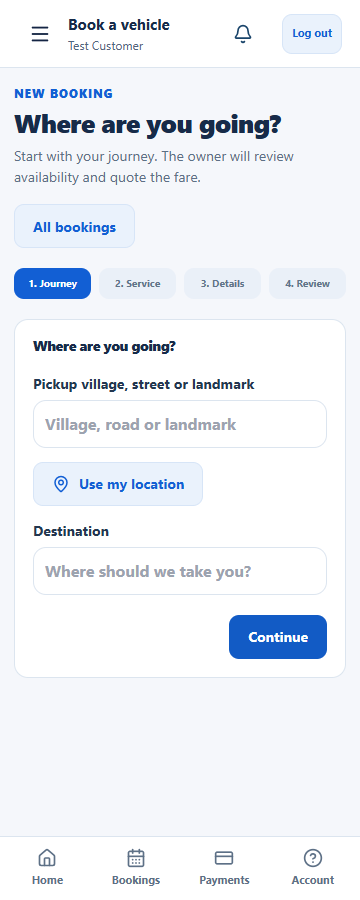 Book a vehicle
Test Customer
Log out
NEW BOOKING
Where are you going?
Start with your journey. The owner will review
availability and quote the fare.
All bookings
1. Journey
2. Service
3. Details
4. Review
Where are you going?
Pickup village, street or landmark
Village, road or landmark
Use my location
Destination
Where should we take you?
Continue
Home
Bookings
Payments
Account